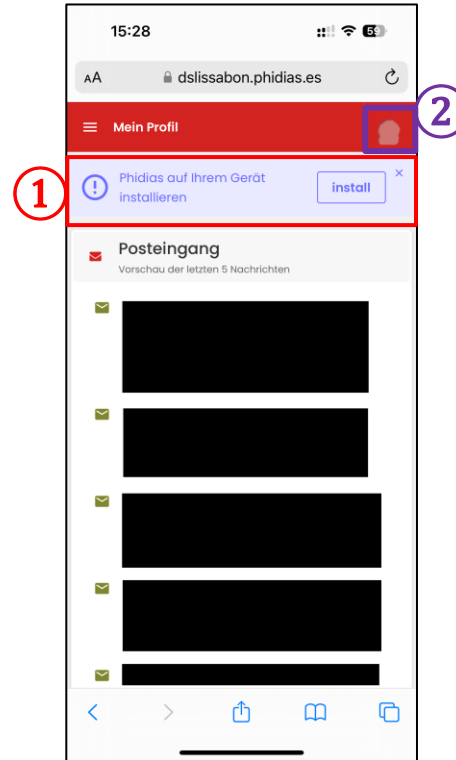 15:28
59
AA dslissabon.phidias.es
②
Mein Profil
①
Phidias auf Ihrem Gerät
installieren
install
×
Posteingang
Vorschau der letzten 5 Nachrichten